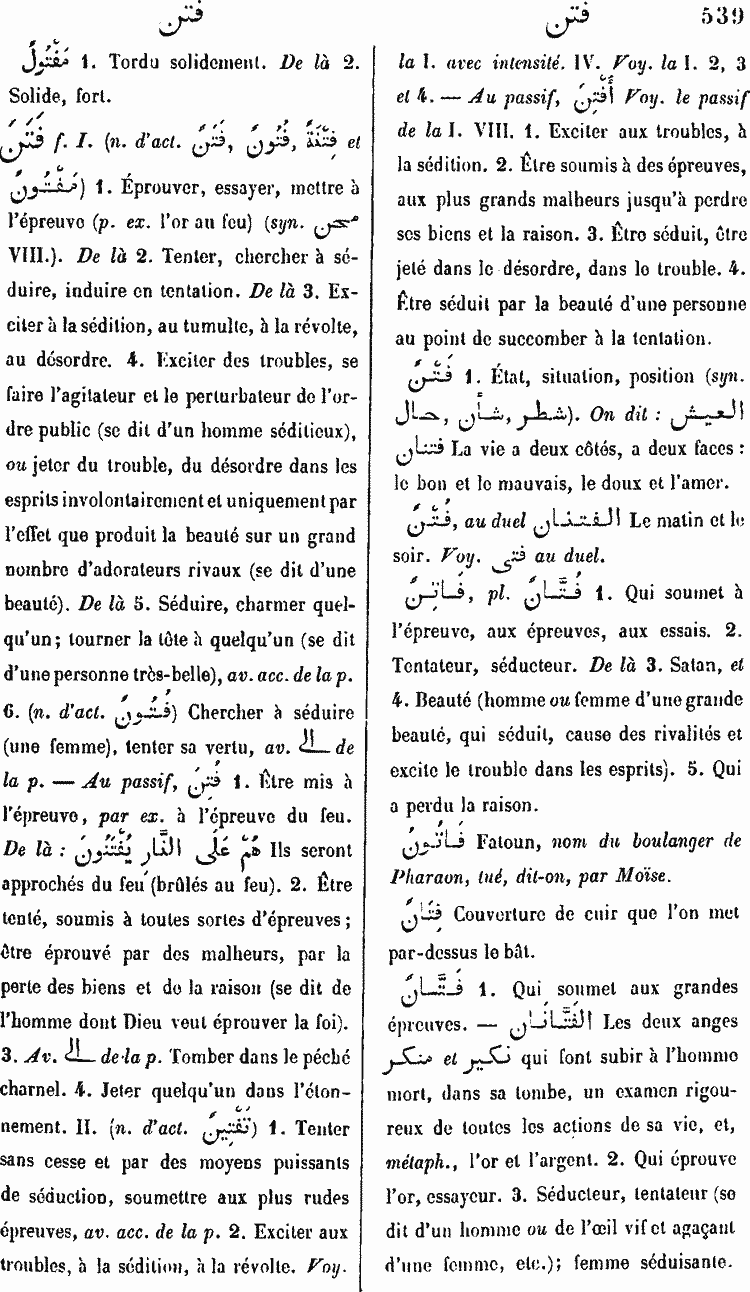 فتن فتن 539
مَفْتُولٌ 1. Tordu solidement. De là 2.
Solide, fort.
فَتَنَ f. I. (n. d'act. فَتْنٌ, فُتُونٌ, فِتْنَةٌ et
مَفْتُونٌ) 1. Éprouver, essayer, mettre à
l'épreuve (p. ex. l'or au feu) (syn. محن
VIII.). De là 2. Tenter, chercher à sé-
duire, induire en tentation. De là 3. Ex-
citer à la sédition, au tumulte, à la révolte,
au désordre. 4. Exciter des troubles, se
faire l'agitateur et le perturbateur de l'or-
dre public (se dit d'un homme séditieux),
ou jeter du trouble, du désordre dans les
esprits involontairement et uniquement par
l'effet que produit la beauté sur un grand
nombre d'adorateurs rivaux (se dit d'une
beauté). De là 5. Séduire, charmer quel-
qu'un; tourner la tête à quelqu'un (se dit
d'une personne très-belle), av. acc. de la p.
6. (n. d'act. فُتُونٌ) Chercher à séduire
(une femme), tenter sa vertu, av. الى de
la p. — Au passif, فُتِنَ 1. Être mis à
l'épreuve, par ex. à l'épreuve du feu.
De là : هُمْ عَلَى النَّارِ يُفْتَنُونَ Ils seront
approchés du feu (brûlés au feu). 2. Être
tenté, soumis à toutes sortes d'épreuves;
être éprouvé par des malheurs, par la
perte des biens et de la raison (se dit de
l'homme dont Dieu veut éprouver la foi).
3. Av. الى de la p. Tomber dans le péché
charnel. 4. Jeter quelqu'un dans l'éton-
nement. II. (n. d'act. تَفْتِينٌ) 1. Tenter
sans cesse et par des moyens puissants
de séduction, soumettre aux plus rudes
épreuves, av. acc. de la p. 2. Exciter aux
troubles, à la sédition, à la révolte. Voy.
la I. avec intensité. IV. Voy. la I. 2, 3
et 4. — Au passif, أُفْتِنَ Voy. le passif
de la I. VIII. 1. Exciter aux troubles, à
la sédition. 2. Être soumis à des épreuves,
aux plus grands malheurs jusqu'à perdre
ses biens et la raison. 3. Être séduit, être
jeté dans le désordre, dans le trouble. 4.
Être séduit par la beauté d'une personne
au point de succomber à la tentation.
فَتْنٌ 1. État, situation, position (syn.
حال, شأن, شطر). On dit : العيش
فتنان La vie a deux côtés, a deux faces :
le bon et le mauvais, le doux et l'amer.
فَتْنٌ, au duel الفتنان Le matin et le
soir. Voy. فتى au duel.
فَاتِنٌ, pl. فُتَّانٌ 1. Qui soumet à
l'épreuve, aux épreuves, aux essais. 2.
Tentateur, séducteur. De là 3. Satan, et
4. Beauté (homme ou femme d'une grande
beauté, qui séduit, cause des rivalités et
excite le trouble dans les esprits). 5. Qui
a perdu la raison.
فَاتُونٌ Fatoun, nom du boulanger de
Pharaon, tué, dit-on, par Moïse.
فِتَانٌ Couverture de cuir que l'on met
par-dessus le bât.
فَتَّانٌ 1. Qui soumet aux grandes
épreuves. — الفَتَّانَانِ Les deux anges
منكر et نكير qui font subir à l'homme
mort, dans sa tombe, un examen rigou-
reux de toutes les actions de sa vie, et,
métaph., l'or et l'argent. 2. Qui éprouve
l'or, essayeur. 3. Séducteur, tentateur (se
dit d'un homme ou de l'œil vif et agaçant
d'une femme, etc.); femme séduisante.